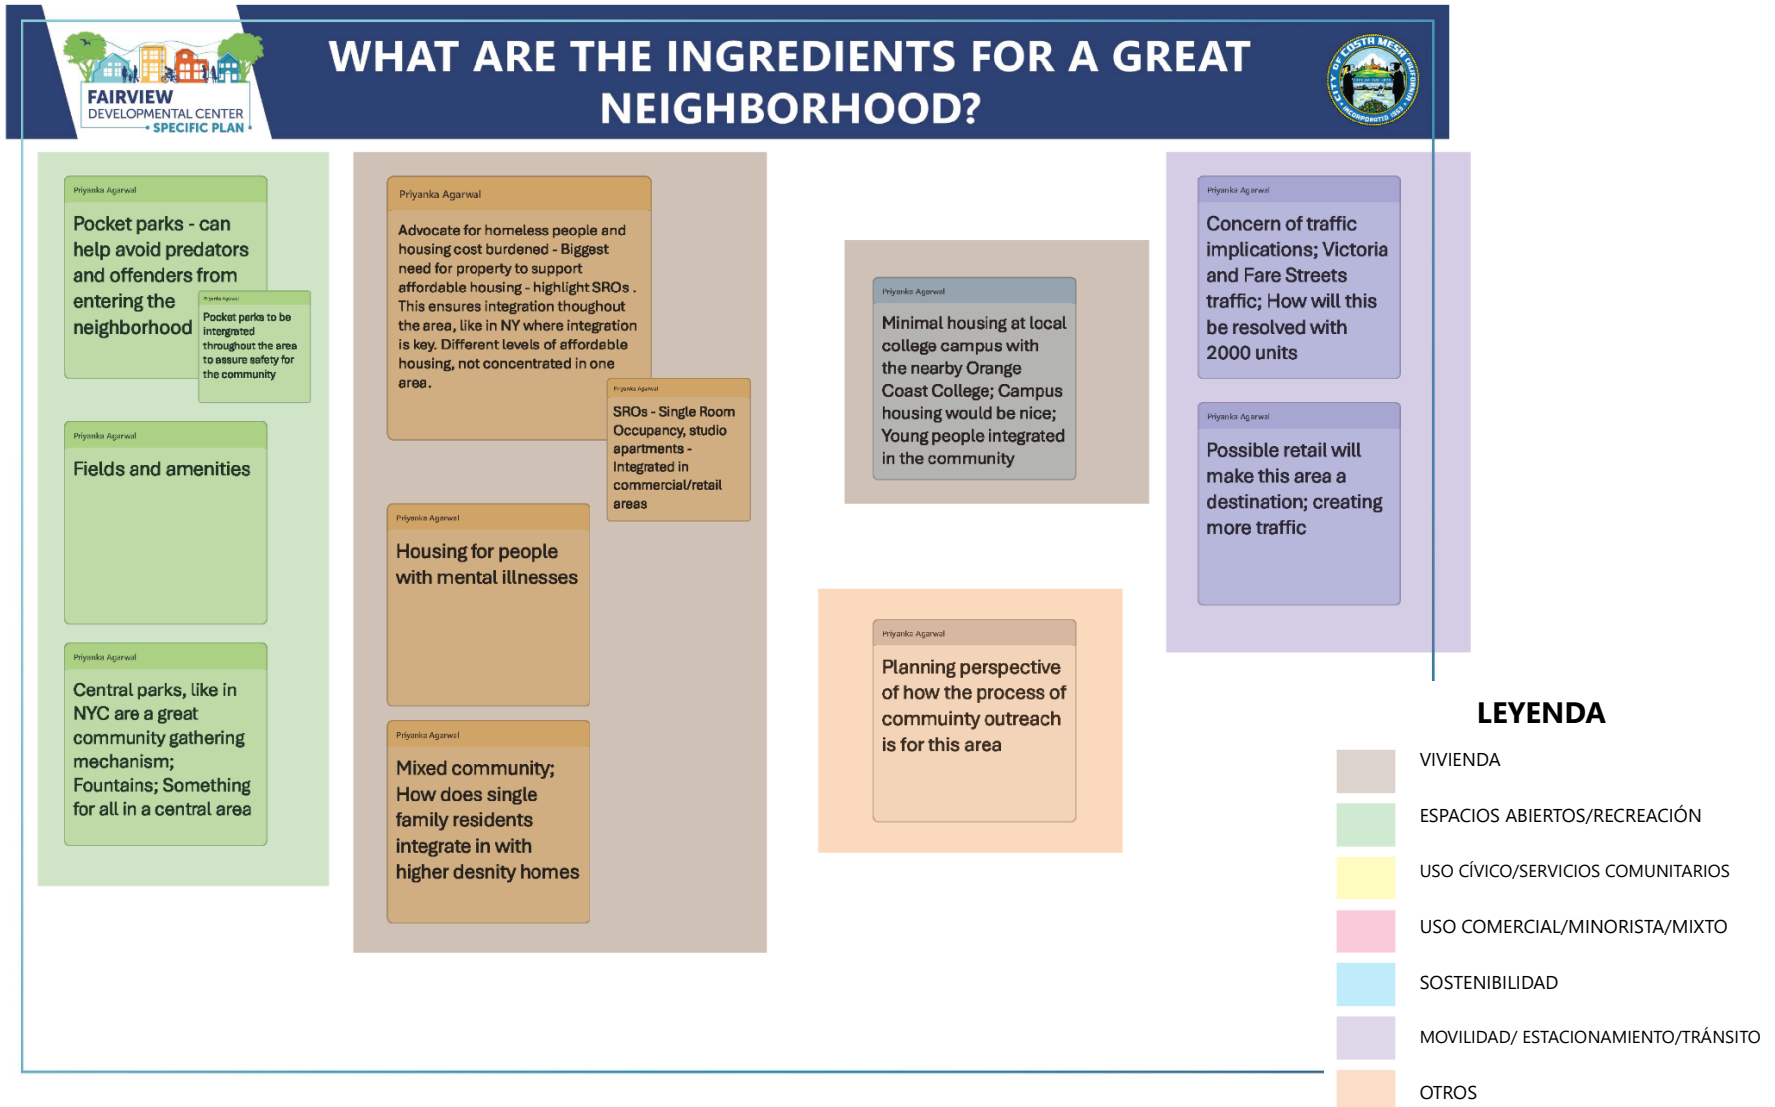 WHAT ARE THE INGREDIENTS FOR A GREAT
NEIGHBORHOOD?
FAIRVIEW
DEVELOPMENTAL CENTER
SPECIFIC PLAN
CITY OF COSTA MESA CALIFORNIA
INCORPORATED 1953
Priyanka Agarwal
Pocket parks - can
help avoid predators
and offenders from
entering the
neighborhood
Priyanka Agarwal
Pocket parks to be
intergrated
throughout the area
to assure safety for
the community
Priyanka Agarwal
Fields and amenities
Priyanka Agarwal
Central parks, like in
NYC are a great
community gathering
mechanism;
Fountains; Something
for all in a central area
Priyanka Agarwal
Advocate for homeless people and
housing cost burdened - Biggest
need for property to support
affordable housing - highlight SROs .
This ensures integration thoughout
the area, like in NY where integration
is key. Different levels of affordable
housing, not concentrated in one
area.
Priyanka Agarwal
SROs - Single Room
Occupancy, studio
apartments -
Integrated in
commercial/retail
areas
Priyanka Agarwal
Housing for people
with mental illnesses
Priyanka Agarwal
Mixed community;
How does single
family residents
integrate in with
higher desnity homes
Priyanka Agarwal
Minimal housing at local
college campus with
the nearby Orange
Coast College; Campus
housing would be nice;
Young people integrated
in the community
Priyanka Agarwal
Planning perspective
of how the process of
commuinty outreach
is for this area
Priyanka Agarwal
Concern of traffic
implications; Victoria
and Fare Streets
traffic; How will this
be resolved with
2000 units
Priyanka Agarwal
Possible retail will
make this area a
destination; creating
more traffic
LEYENDA
VIVIENDA
ESPACIOS ABIERTOS/RECREACIÓN
USO CÍVICO/SERVICIOS COMUNITARIOS
USO COMERCIAL/MINORISTA/MIXTO
SOSTENIBILIDAD
MOVILIDAD/ ESTACIONAMIENTO/TRÁNSITO
OTROS